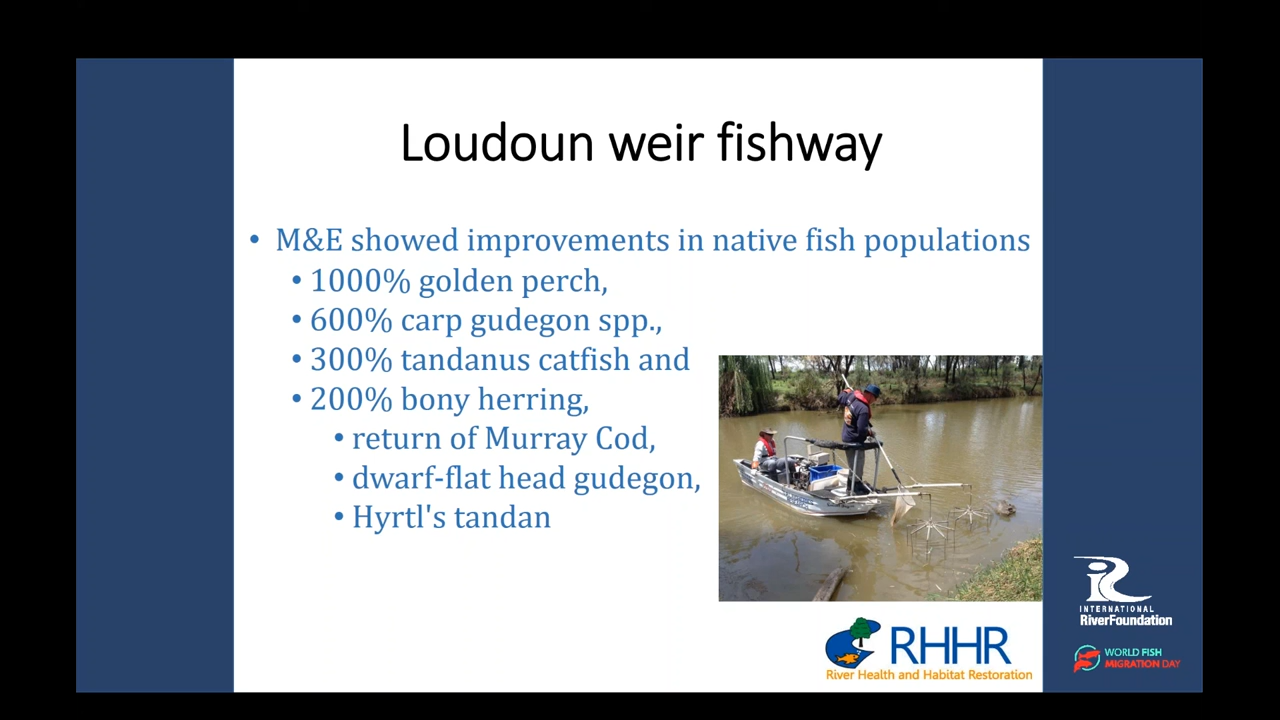 Loudoun weir fishway
• M&E showed improvements in native fish populations
• 1000% golden perch,
• 600% carp gudegon spp.,
• 300% tandanus catfish and
• 200% bony herring,
• return of Murray Cod,
• dwarf-flat head gudegon,
• Hyrtl's tandan
RHHR
River Health and Habitat Restoration
INTERNATIONAL
RiverFoundation
WORLD FISH
MIGRATION DAY